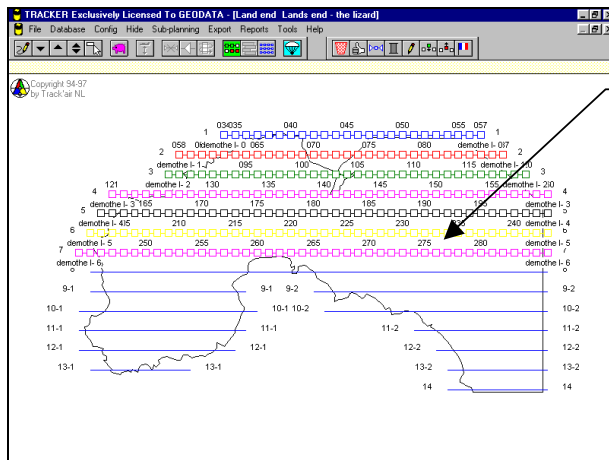 TRACKER Exclusively Licensed To GEODATA - [Land end Lands end - the lizard]
File Database Config Hide Sub-planning Export Reports Tools Help
Copyright 94-97
by Track'air NL
034 035 040 045 050 055 057
1 1
058 065 070 075 080
2 demothe l- 0 demothe l- 2
demothe l- 1 095 100 105 110 115
3 3
121 demothe l- 2 130 135 140 145 150 155 demothe l- 2
4 4
demothe l- 3 165 170 175 180 185 190 195 demothe l- 3
5
demothe l- 4 210 215 220 225 230 240 demothe l- 4
6
demothe l- 5 250 255 260 265 270 275 280 demothe l- 5
7 7
demothe l- 6 demothe l- 6
9-1 9-1 9-2 9-2
10-1 10-1 10-2 10-2
11-1 11-1 11-2 11-2
12-1 12-1 12-2 12-2
13-1 13-1 13-2 13-2
14 14